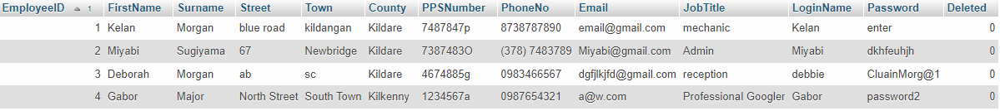 EmployeeID 1 FirstName Surname Street Town County PPSNumber PhoneNo Email JobTitle LoginName Password Deleted
1 Kelan Morgan blue road kildangan Kildare 7487847p 8738787890 email@gmail.com mechanic Kelan enter 0
2 Miyabi Sugiyama 67 Newbridge Kildare 7387483O (378) 7483789 Miyabi@gmail.com Admin Miyabi dkhfeuhjh 0
3 Deborah Morgan ab sc Kildare 4674885g 0983466567 dgfjlkjfd@gmail.com reception debbie CluainMorg@1 0
4 Gabor Major North Street South Town Kilkenny 1234567a 0987654321 a@w.com Professional Googler Gabor password2 0